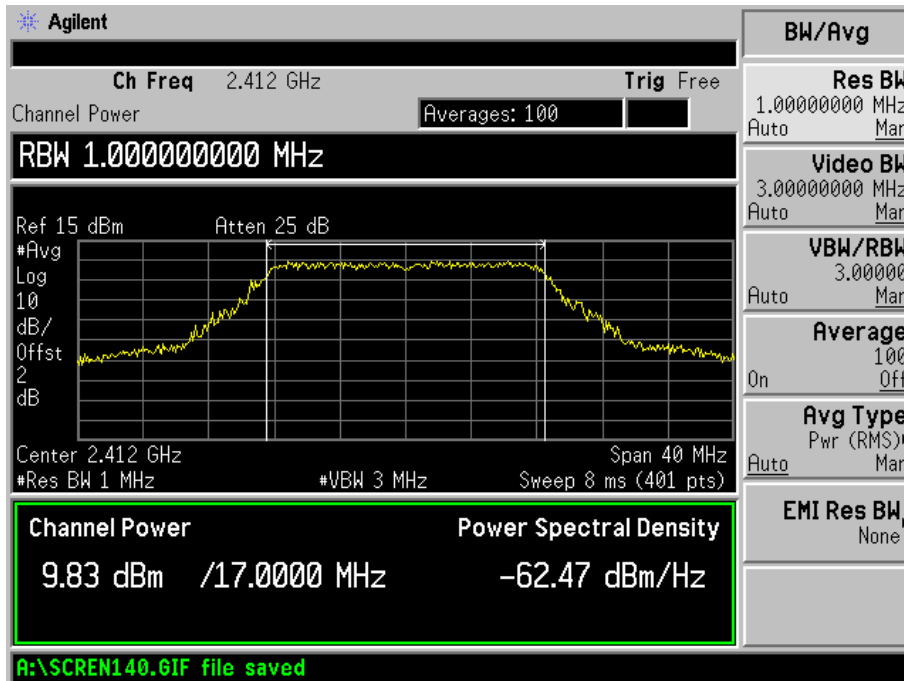 Agilent
Ch Freq 2.412 GHz Trig Free
Channel Power Averages: 100
RBW 1.000000000 MHz
Ref 15 dBm Atten 25 dB
#Avg
Log
10
dB/
Offst
2
dB
Center 2.412 GHz Span 40 MHz
#Res BW 1 MHz #VBW 3 MHz Sweep 8 ms (401 pts)
Channel Power Power Spectral Density
9.83 dBm /17.0000 MHz -62.47 dBm/Hz
A:\SCREN140.GIF file saved
BW/Avg
Res BW
1.00000000 MHz
Auto Man
Video BW
3.00000000 MHz
Auto Man
VBW/RBW
3.00000
Auto Man
Average
100
On Off
Avg Type
Pwr (RMS)
Auto Man
EMI Res BW
None